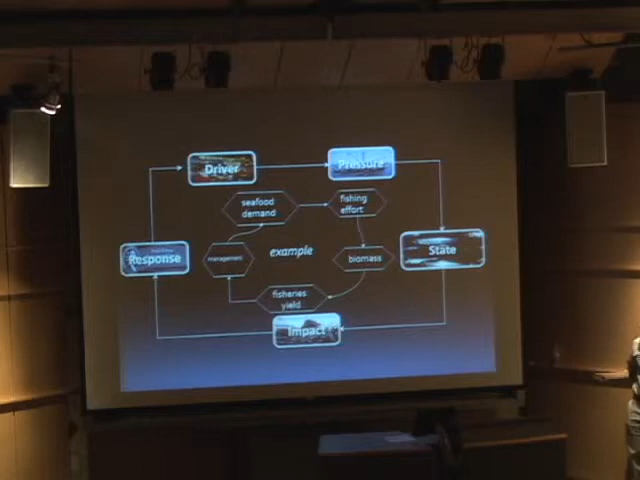 Driver
Pressure
seafood
demand
fishing
effort
Response
management
example
biomass
State
fisheries
yield
Impact